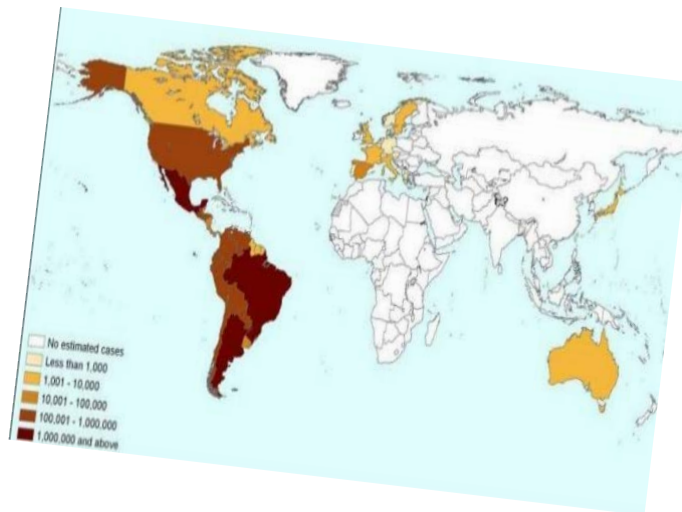 No estimated cases
Less than 1,000
1,001 - 10,000
10,001 - 100,000
100,001 - 1,000,000
1,000,000 and above